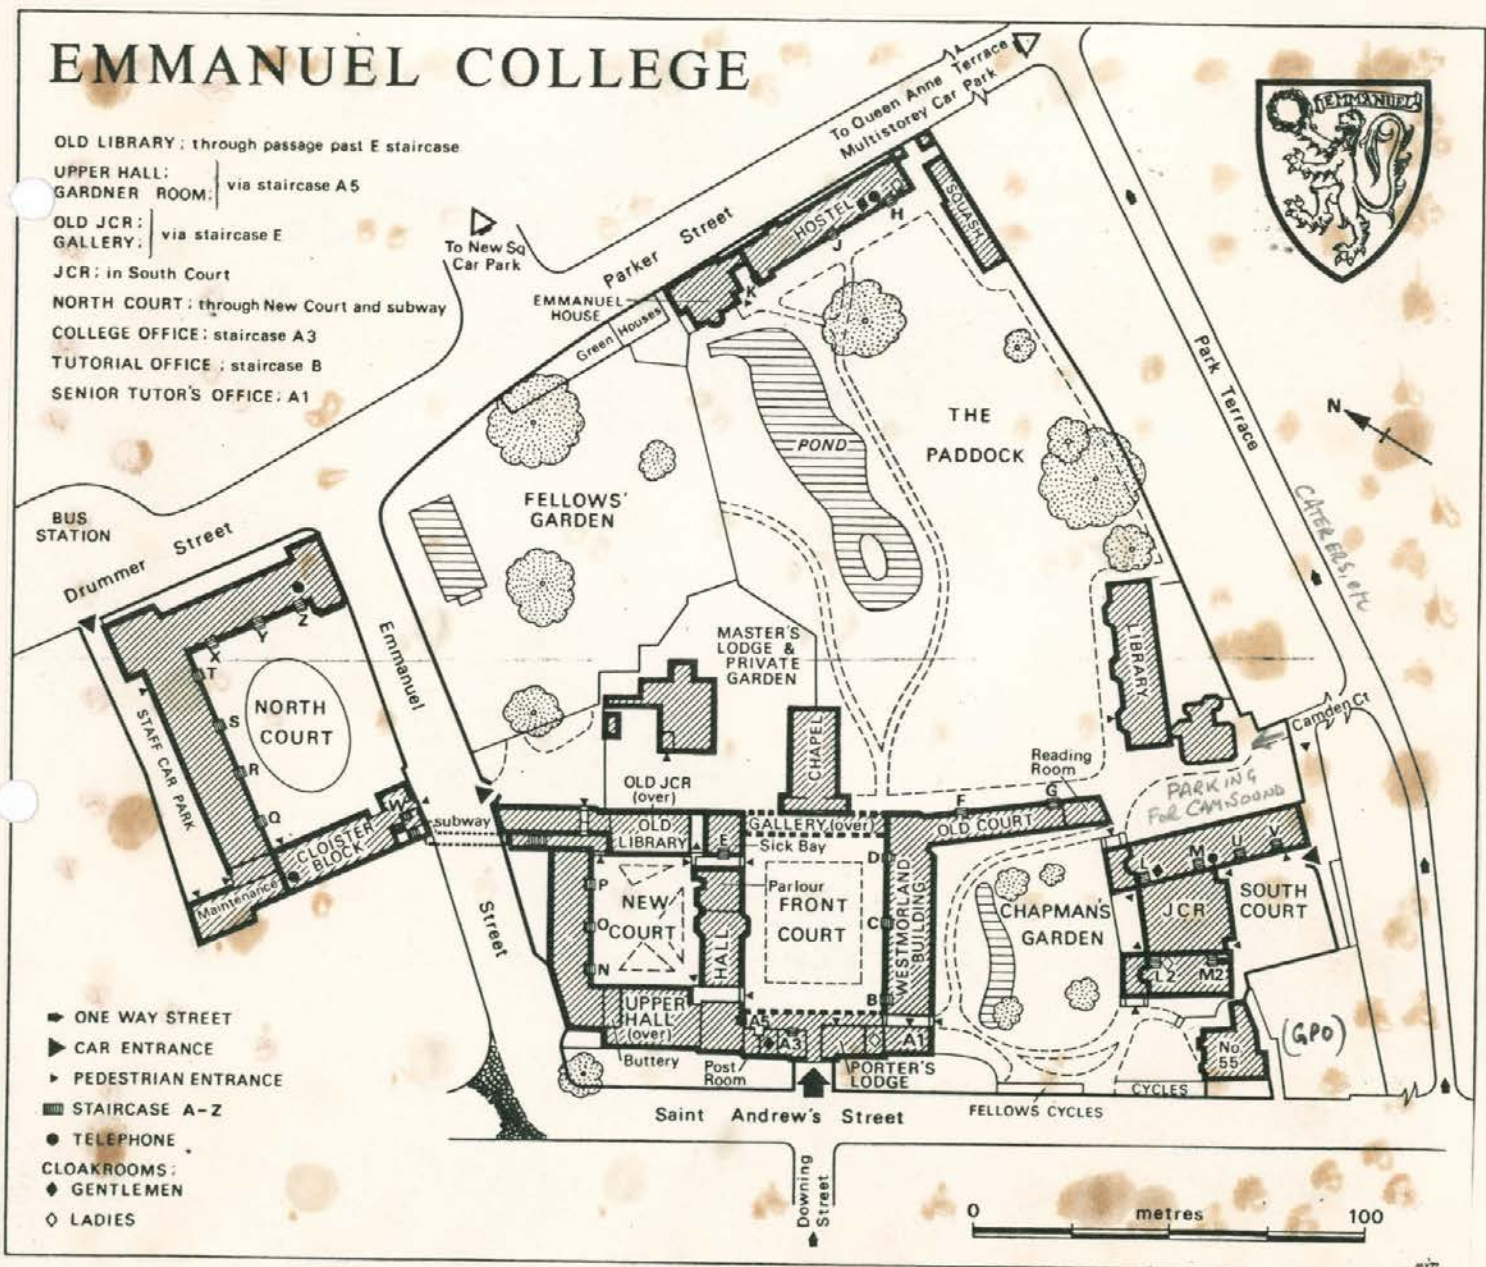 EMMANUEL COLLEGE
OLD LIBRARY; through passage past E staircase
UPPER HALL;
GARDNER ROOM;
via staircase A5
OLD JCR;
GALLERY;
via staircase E
JCR; in South Court
NORTH COURT; through New Court and subway
COLLEGE OFFICE; staircase A3
TUTORIAL OFFICE; staircase B
SENIOR TUTOR'S OFFICE; A1
To Queen Anne Terrace
Multistorey Car Park
EMMANUEL
To New Sq
Car Park
Parker Street
HOSTEL
H
J
K
SQUASH
EMMANUEL
HOUSE
Green Houses
Park Terrace
N
THE
PADDOCK
POND
FELLOWS'
GARDEN
CATERERS, etc
BUS
STATION
Drummer Street
Emmanuel
Street
Z
Y
X
T
S
R
Q
W
NORTH
COURT
STAFF CAR PARK
CLOISTER
BLOCK
Maintenance
subway
MASTER'S
LODGE &
PRIVATE
GARDEN
CHAPEL
LIBRARY
Camden Ct
Reading
Room
PARKING
FOR CAMSOUND
OLD JCR
(over)
OLD
LIBRARY
E
GALLERY (over)
Sick Bay
Parlour
F
G
OLD COURT
D
C
B
WESTMORLAND
BUILDING
P
O
N
NEW
COURT
HALL
FRONT
COURT
CHAPMAN'S
GARDEN
L
M
U
V
JCR
SOUTH
COURT
L2
M2
UPPER
HALL
(over)
A5
A3
A1
Buttery
Post
Room
PORTER'S
LODGE
No
55
(GPO)
CYCLES
FELLOWS CYCLES
Saint Andrew's Street
Downing
Street
ONE WAY STREET
CAR ENTRANCE
PEDESTRIAN ENTRANCE
STAIRCASE A-Z
TELEPHONE
CLOAKROOMS;
GENTLEMEN
LADIES
0 metres 100